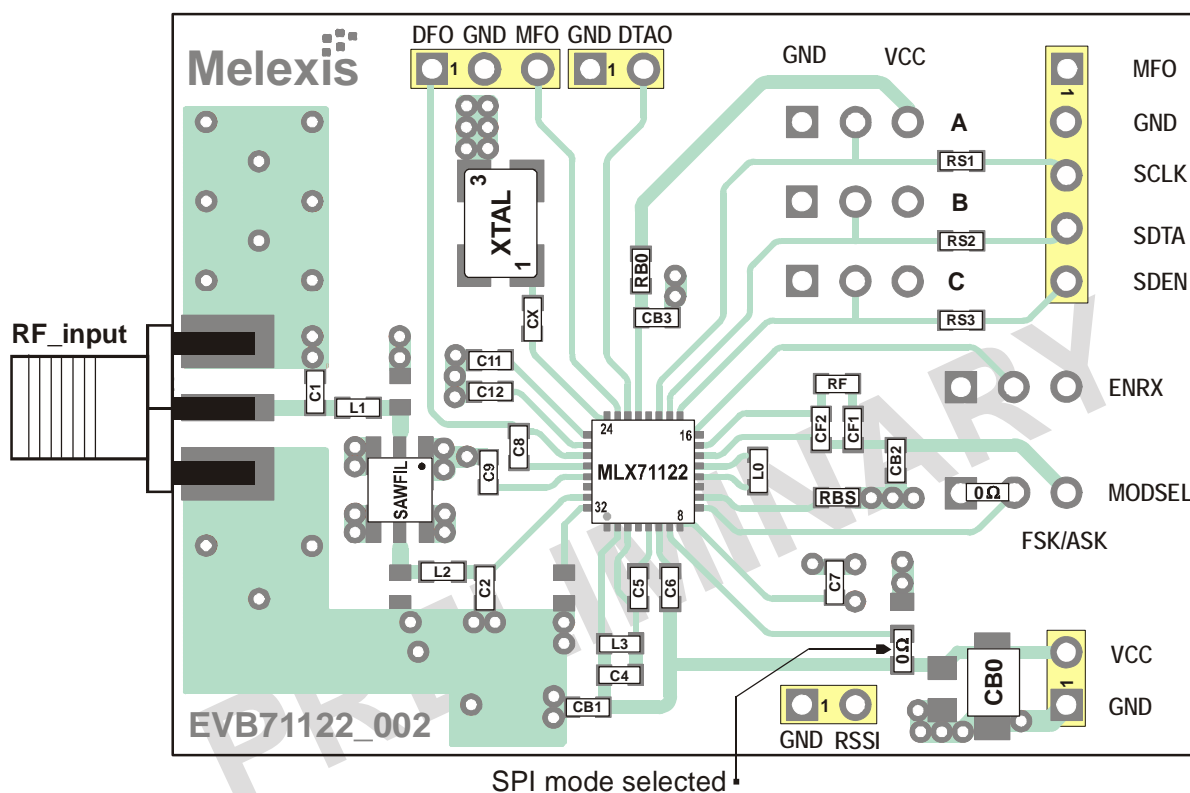 Melexis
DFO GND MFO
1
GND DTAO
1
GND VCC
A
B
C
MFO
1
GND
SCLK
SDTA
SDEN
RS1
RS2
RS3
3
XTAL
1
RB0
CX
CB3
RF_input
C1
L1
C11
C12
C8
C9
SAWFIL
24
16
MLX71122
32
8
RF
CF2
CF1
CB2
L0
RBS
ENRX
0Ω
MODSEL
FSK/ASK
L2
C2
C5
C6
C7
L3
C4
CB1
0Ω
CB0
VCC
1
GND
1
GND RSSI
EVB71122_002
SPI mode selected
PRELIMINARY